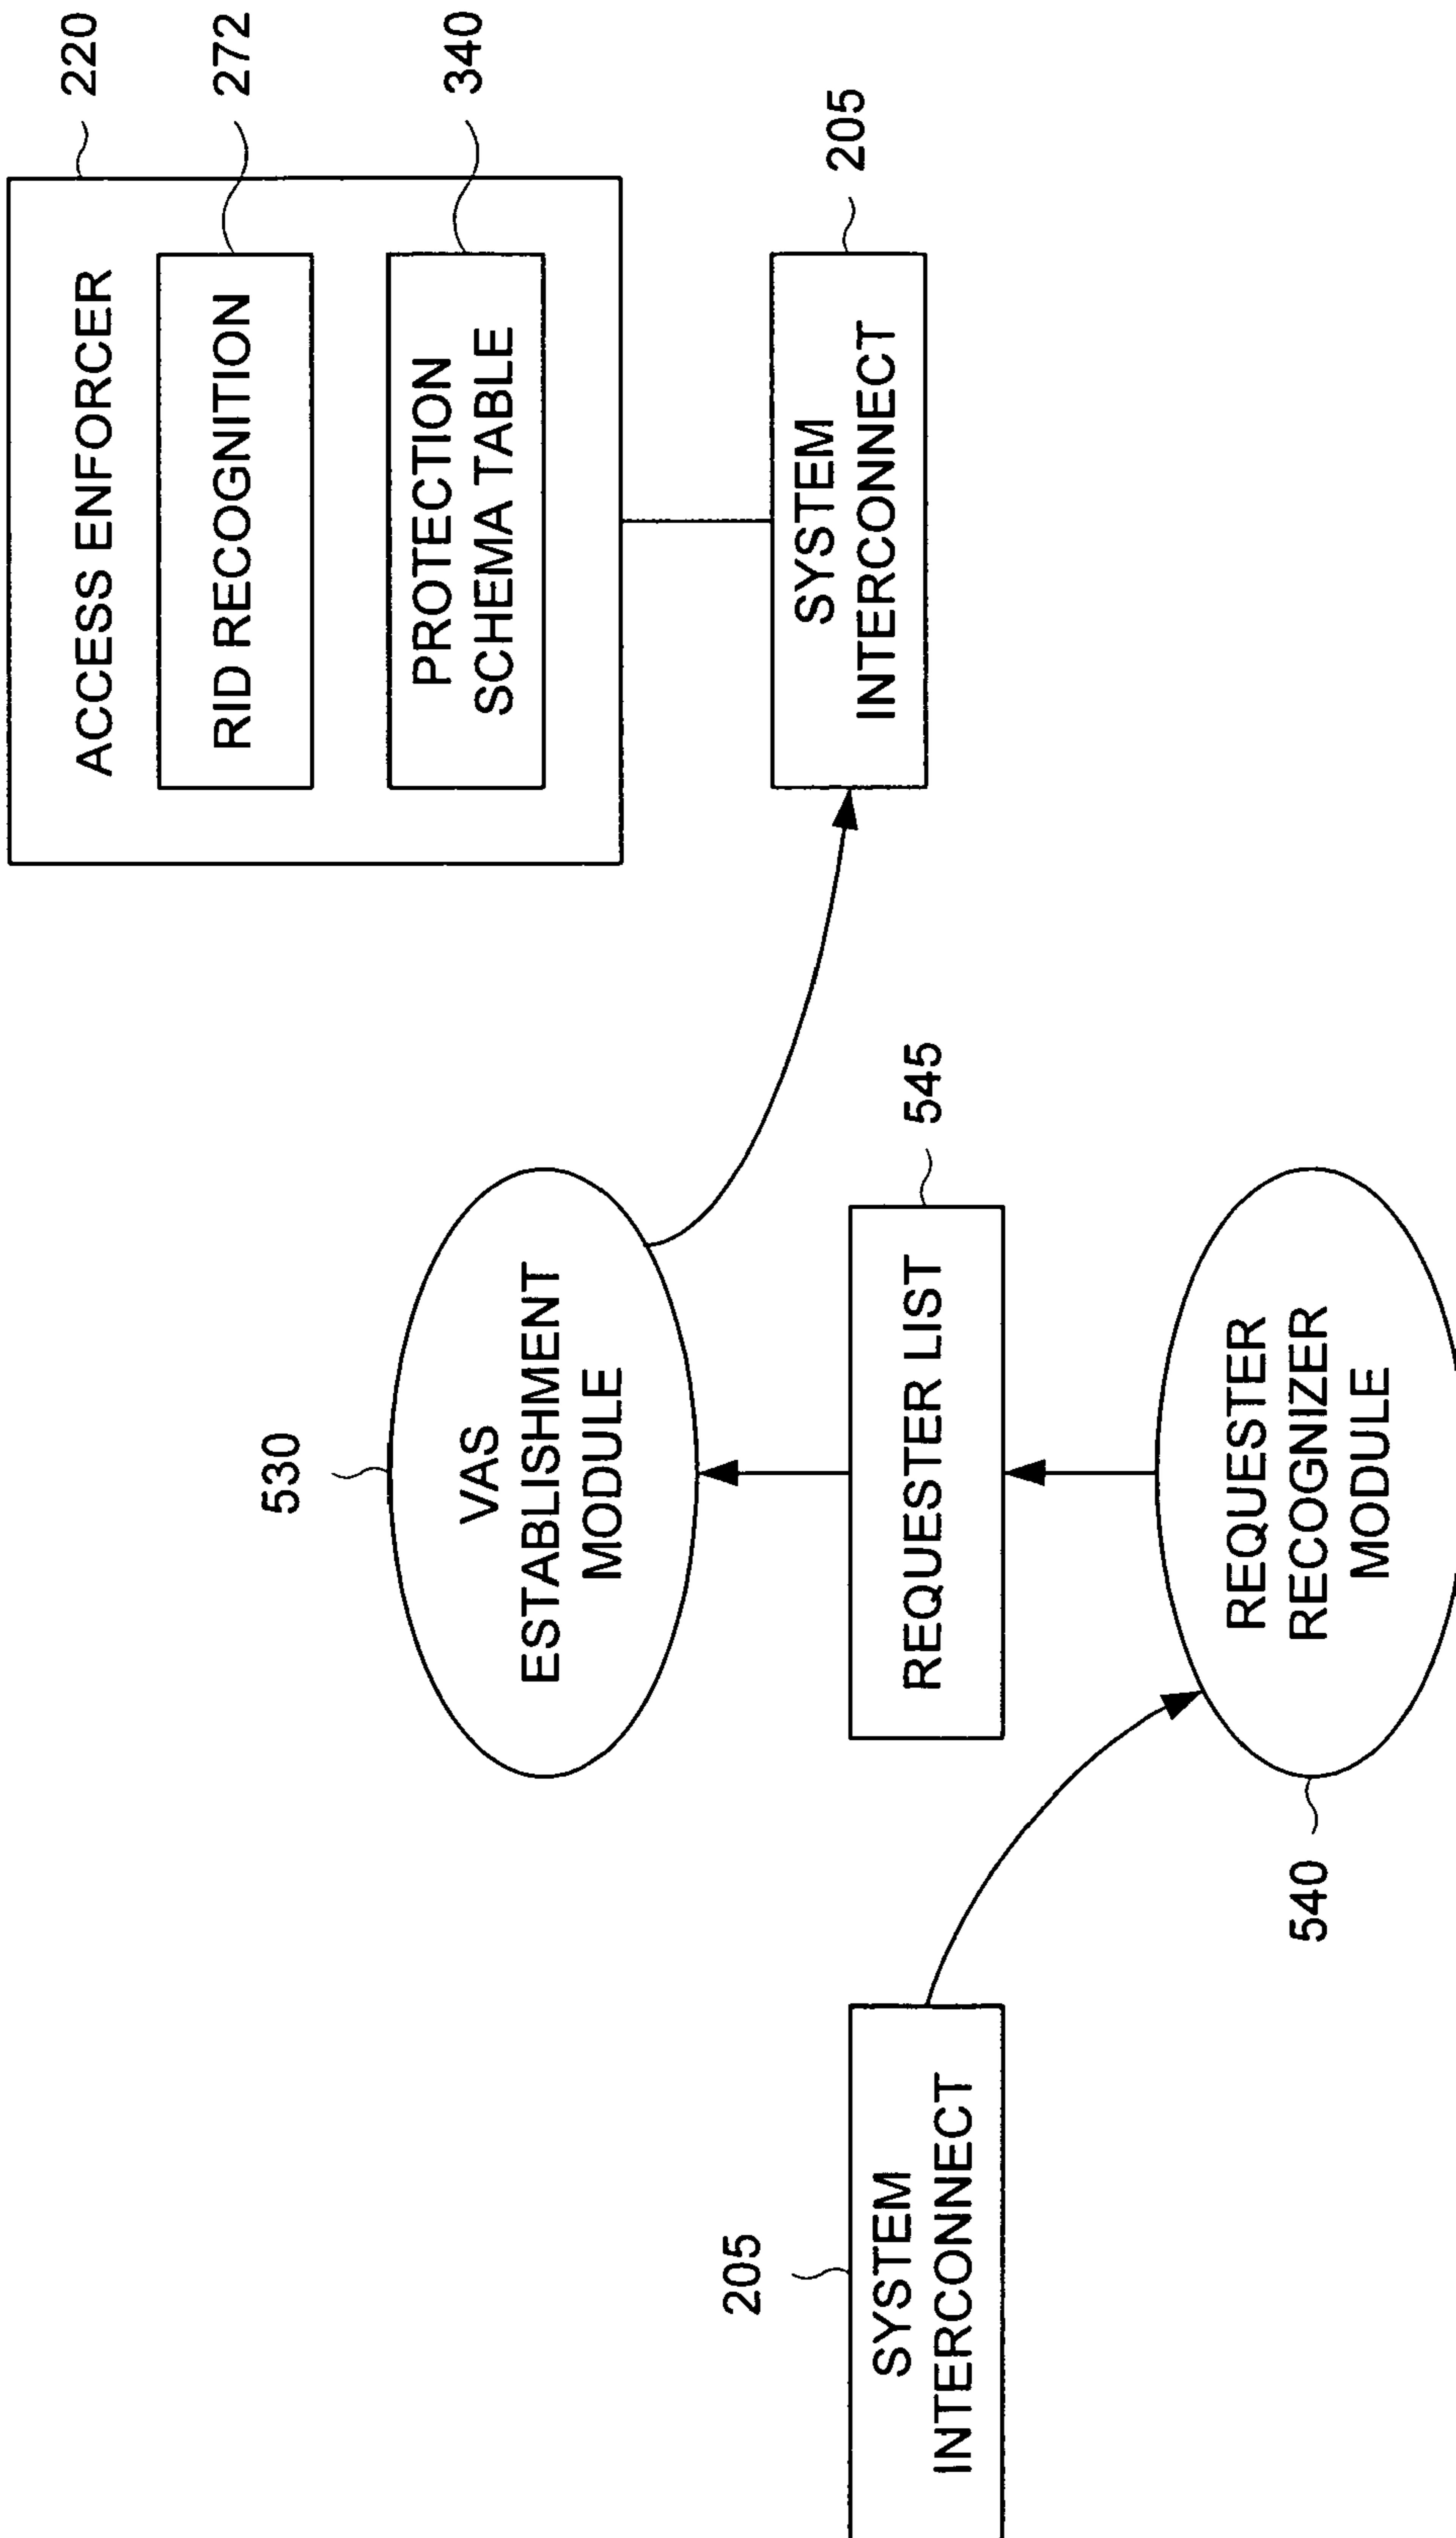 220
ACCESS ENFORCER
272
RID RECOGNITION
340
PROTECTION
SCHEMA TABLE
530
VAS
ESTABLISHMENT
MODULE
205
SYSTEM
INTERCONNECT
205
SYSTEM
INTERCONNECT
545
REQUESTER LIST
540
REQUESTER
RECOGNIZER
MODULE